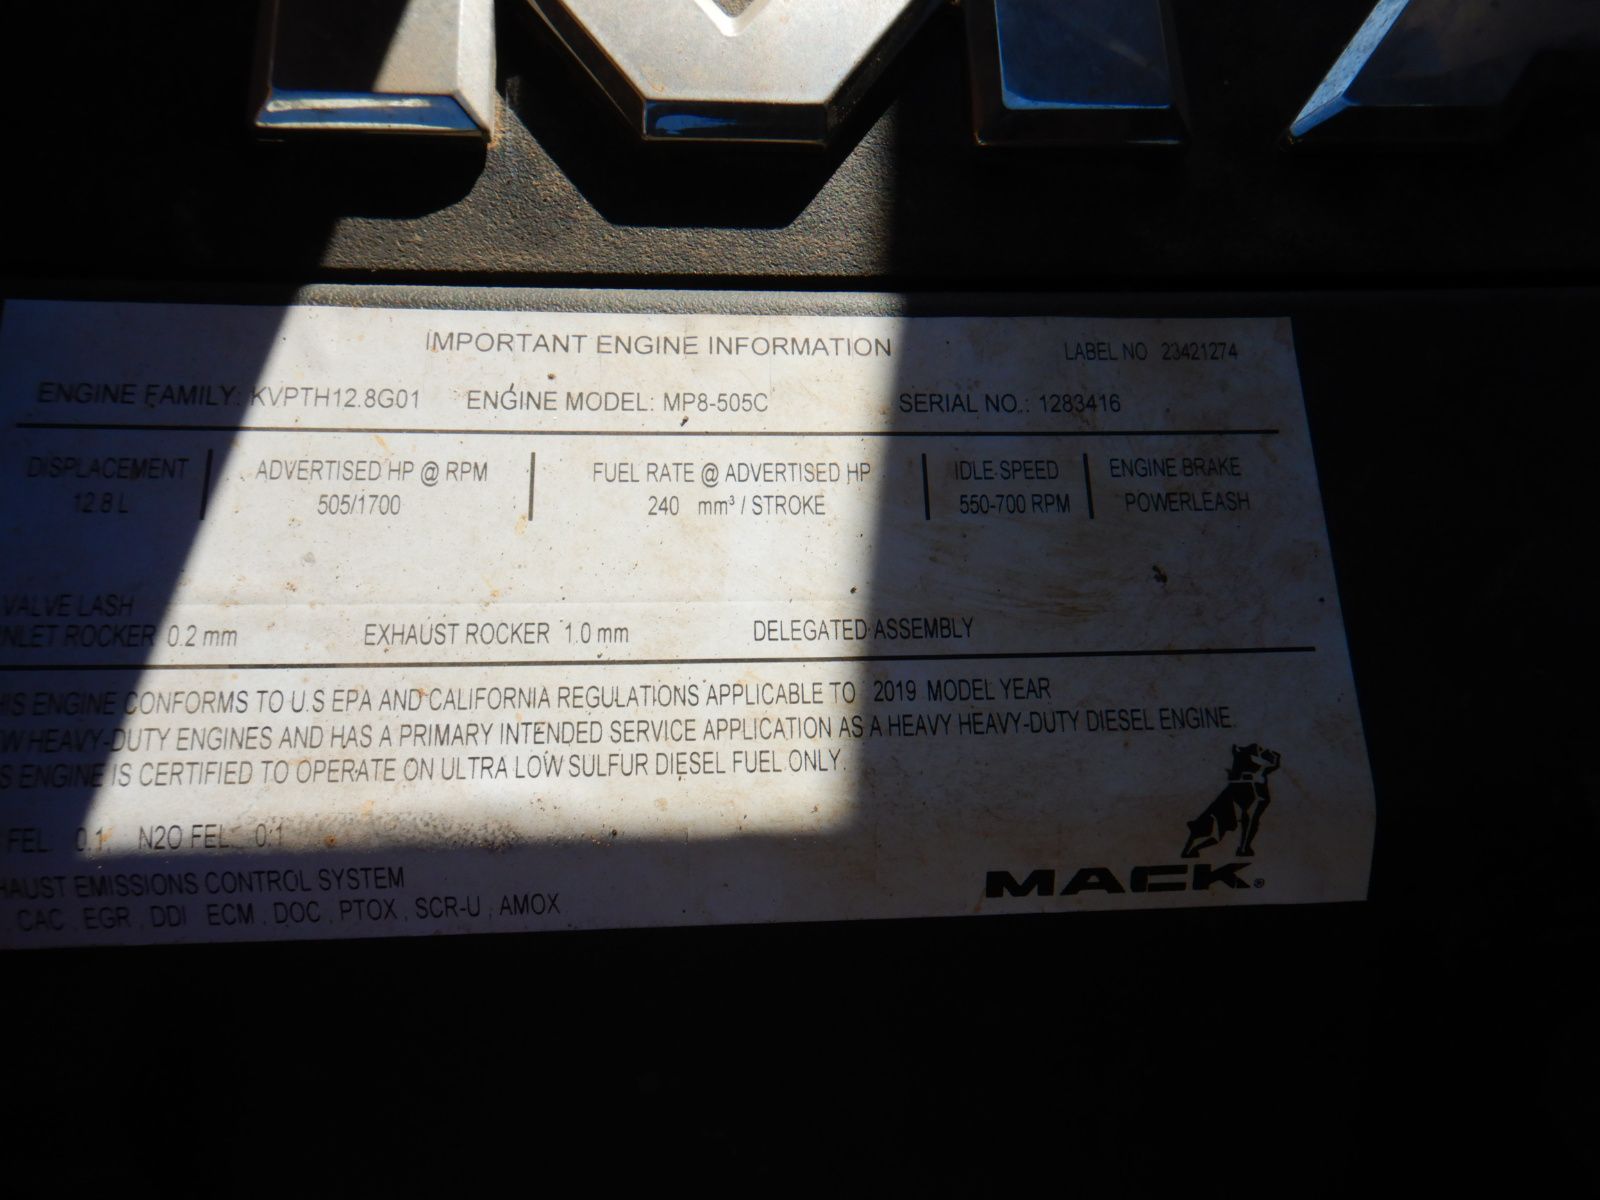 IMPORTANT ENGINE INFORMATION LABEL NO 23421274
ENGINE FAMILY: KVPTH12.8G01 ENGINE MODEL: MP8-505C SERIAL NO.: 1283416
DISPLACEMENT ADVERTISED HP @ RPM FUEL RATE @ ADVERTISED HP IDLE SPEED ENGINE BRAKE
12.8 L 505/1700 240 mm³ / STROKE 550-700 RPM POWERLEASH
VALVE LASH
NLET ROCKER 0.2 mm EXHAUST ROCKER 1.0 mm DELEGATED ASSEMBLY
HIS ENGINE CONFORMS TO U.S EPA AND CALIFORNIA REGULATIONS APPLICABLE TO 2019 MODEL YEAR
W HEAVY-DUTY ENGINES AND HAS A PRIMARY INTENDED SERVICE APPLICATION AS A HEAVY HEAVY-DUTY DIESEL ENGINE.
S ENGINE IS CERTIFIED TO OPERATE ON ULTRA LOW SULFUR DIESEL FUEL ONLY.
FEL 0.1 N2O FEL 0.1
HAUST EMISSIONS CONTROL SYSTEM
CAC , EGR , DDI ECM , DOC , PTOX , SCR-U , AMOX
MACK®